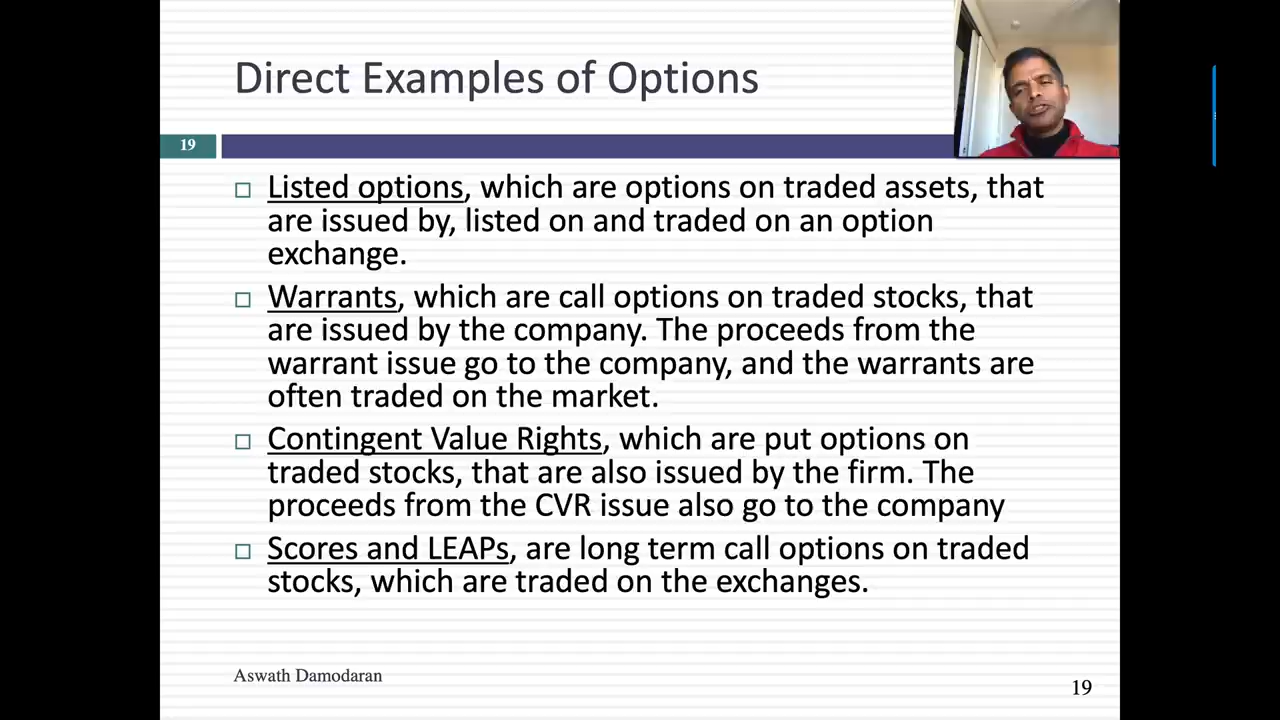 Direct Examples of Options
19
Listed options, which are options on traded assets, that
are issued by, listed on and traded on an option
exchange.
Warrants, which are call options on traded stocks, that
are issued by the company. The proceeds from the
warrant issue go to the company, and the warrants are
often traded on the market.
Contingent Value Rights, which are put options on
traded stocks, that are also issued by the firm. The
proceeds from the CVR issue also go to the company
Scores and LEAPs, are long term call options on traded
stocks, which are traded on the exchanges.
Aswath Damodaran
19